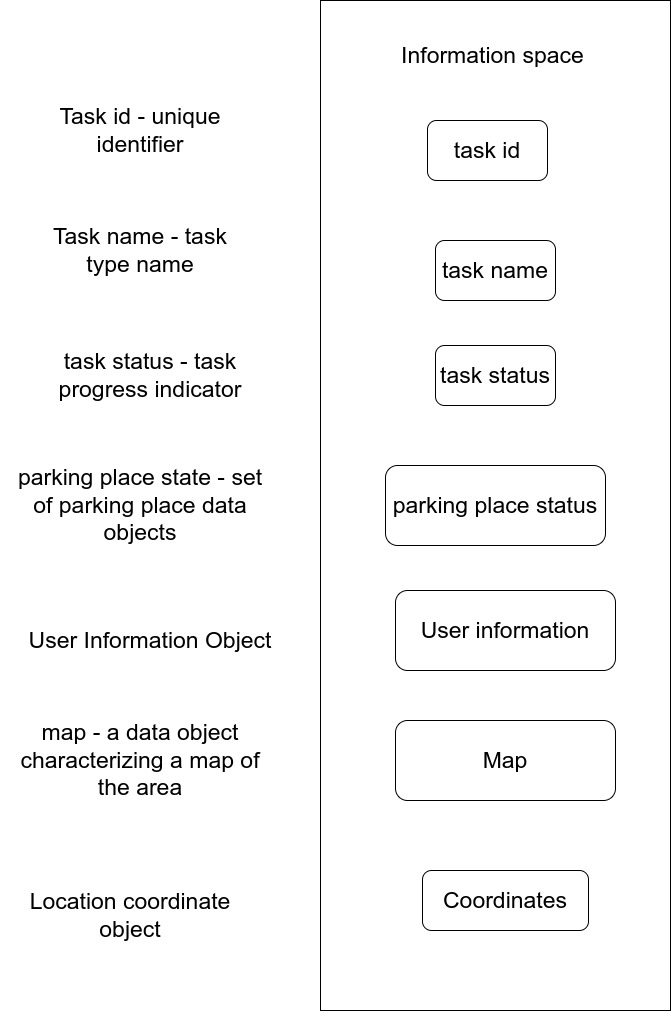 Information space
Task id - unique
identifier
task id
Task name - task
type name
task name
task status - task
progress indicator
task status
parking place state - set
of parking place data
objects
parking place status
User Information Object
User information
map - a data object
characterizing a map of
the area
Map
Location coordinate
object
Coordinates